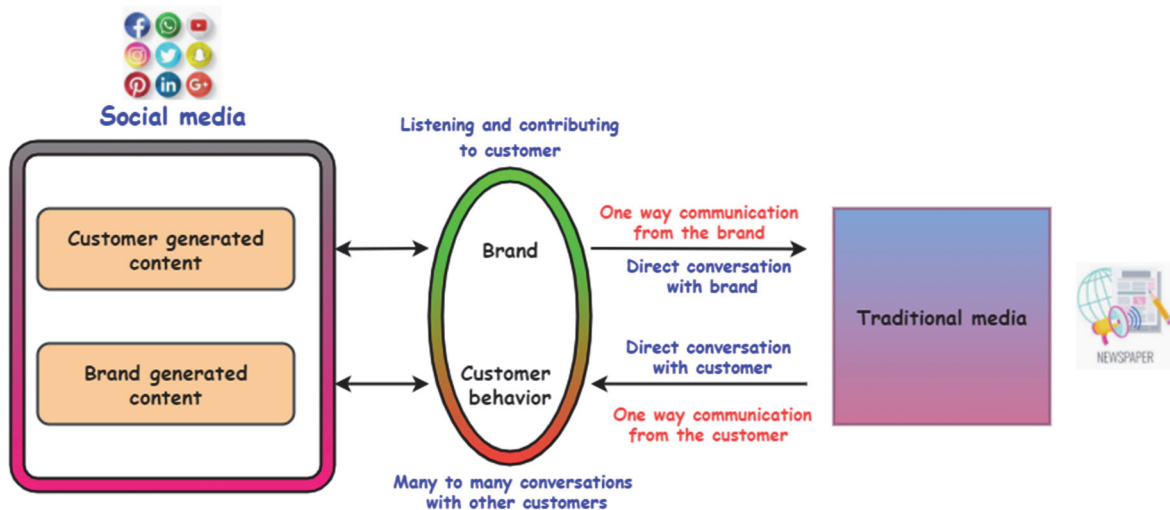 Social media
Customer generated
content
Brand generated
content
Listening and contributing
to customer
Brand
Customer
behavior
Many to many conversations
with other customers
One way communication
from the brand
Direct conversation
with brand
Direct conversation
with customer
One way communication
from the customer
Traditional media
NEWSPAPER